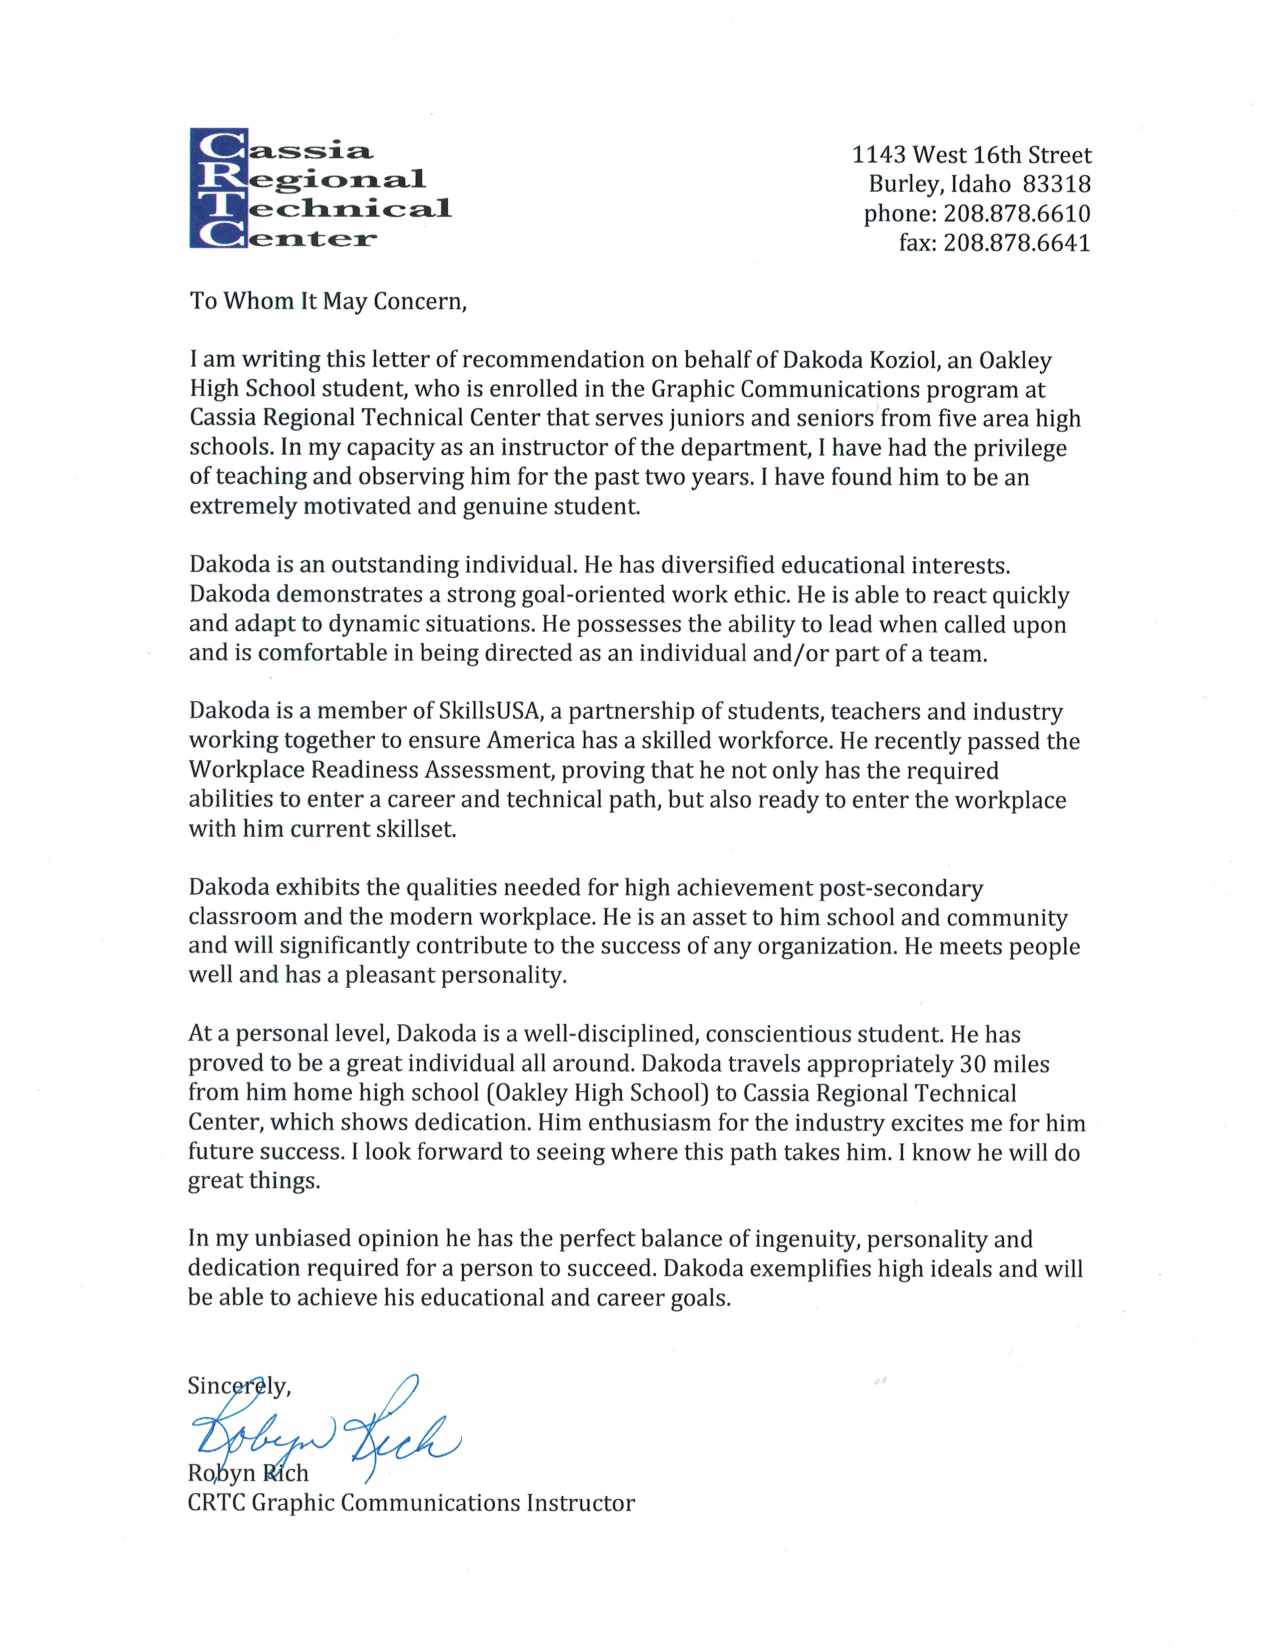 Cassia
Regional
Technical
Center
1143 West 16th Street
Burley, Idaho 83318
phone: 208.878.6610
fax: 208.878.6641
To Whom It May Concern,
I am writing this letter of recommendation on behalf of Dakoda Koziol, an Oakley
High School student, who is enrolled in the Graphic Communications program at
Cassia Regional Technical Center that serves juniors and seniors from five area high
schools. In my capacity as an instructor of the department, I have had the privilege
of teaching and observing him for the past two years. I have found him to be an
extremely motivated and genuine student.
Dakoda is an outstanding individual. He has diversified educational interests.
Dakoda demonstrates a strong goal-oriented work ethic. He is able to react quickly
and adapt to dynamic situations. He possesses the ability to lead when called upon
and is comfortable in being directed as an individual and/or part of a team.
Dakoda is a member of SkillsUSA, a partnership of students, teachers and industry
working together to ensure America has a skilled workforce. He recently passed the
Workplace Readiness Assessment, proving that he not only has the required
abilities to enter a career and technical path, but also ready to enter the workplace
with him current skillset.
Dakoda exhibits the qualities needed for high achievement post-secondary
classroom and the modern workplace. He is an asset to him school and community
and will significantly contribute to the success of any organization. He meets people
well and has a pleasant personality.
At a personal level, Dakoda is a well-disciplined, conscientious student. He has
proved to be a great individual all around. Dakoda travels appropriately 30 miles
from him home high school (Oakley High School) to Cassia Regional Technical
Center, which shows dedication. Him enthusiasm for the industry excites me for him
future success. I look forward to seeing where this path takes him. I know he will do
great things.
In my unbiased opinion he has the perfect balance of ingenuity, personality and
dedication required for a person to succeed. Dakoda exemplifies high ideals and will
be able to achieve his educational and career goals.
Sincerely,
Robyn Rich
Robyn Rich
CRTC Graphic Communications Instructor